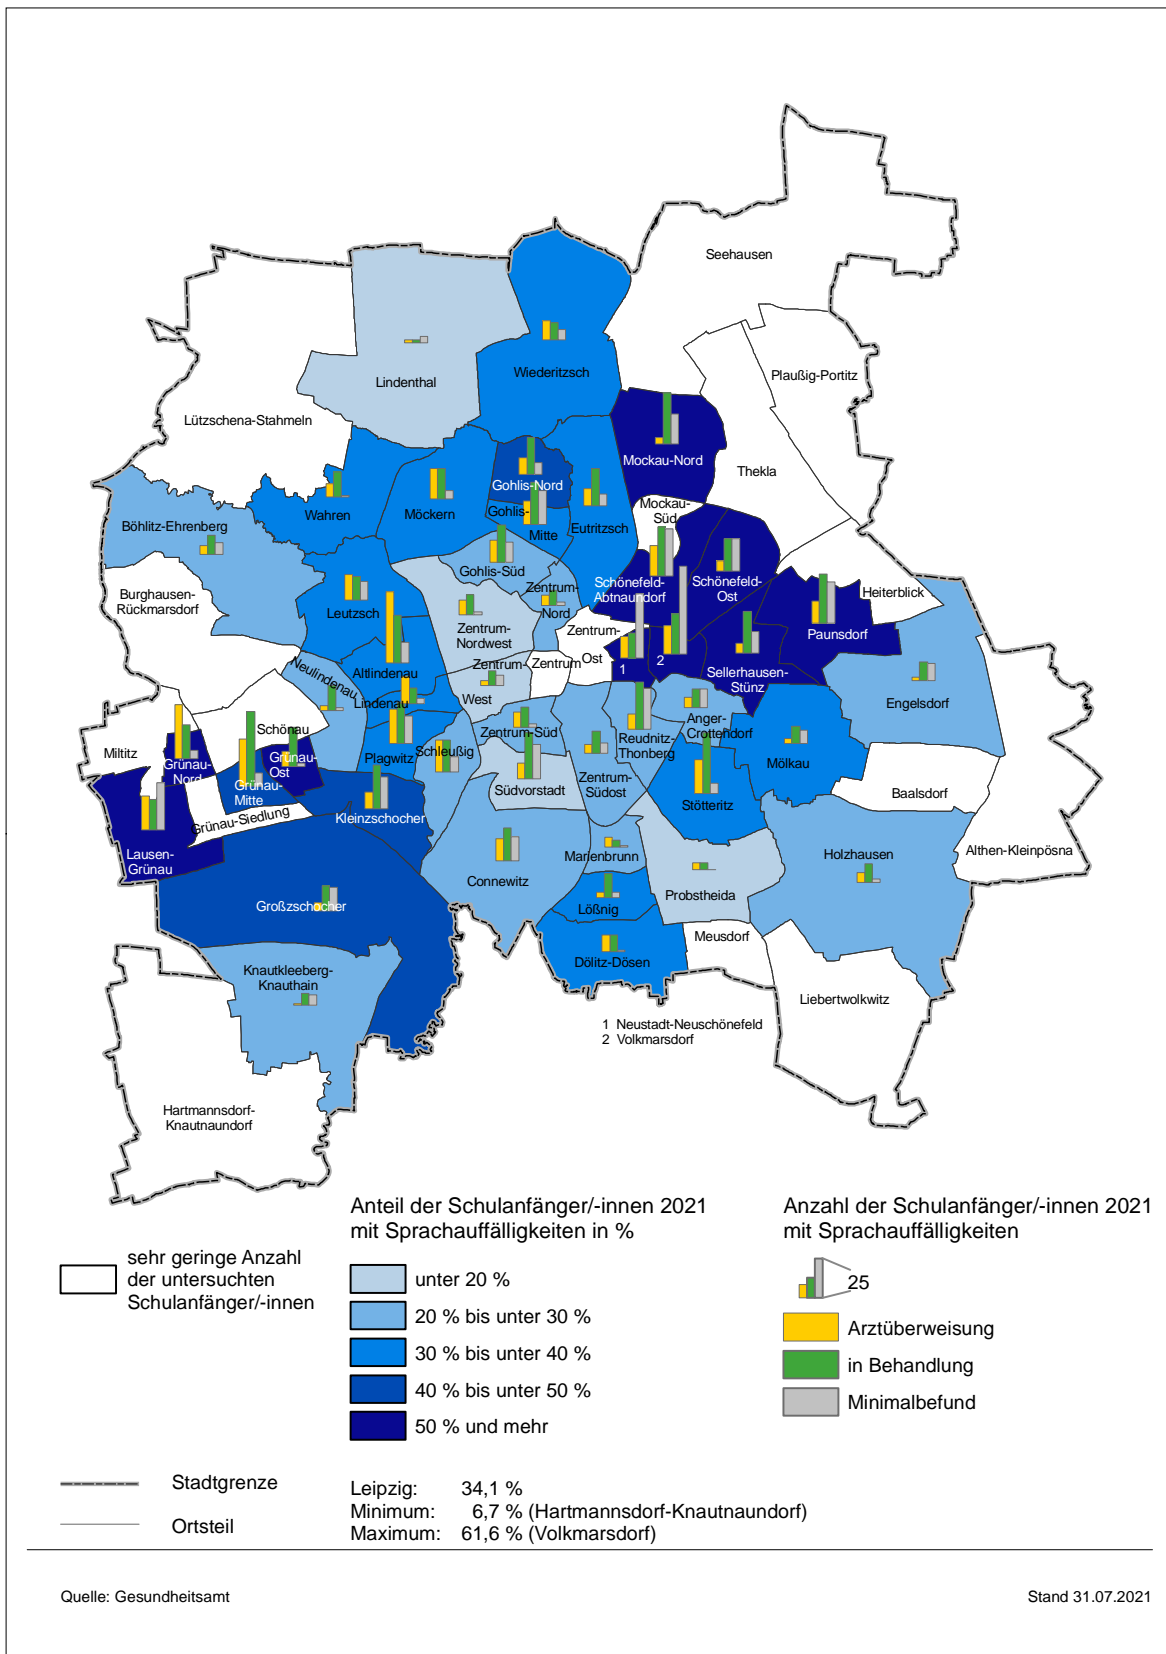 Seehausen
Plaußig-Portitz
Wiederitzsch
Lindenthal
Lützschena-Stahmeln
Mockau-Nord
Thekla
Gohlis-Nord
Mockau-
Süd
Wahren
Möckern
Gohlis-
Mitte
Eutritzsch
Böhlitz-Ehrenberg
Gohlis-Süd
Schönefeld-
Abtnaundorf
Schönefeld-
Ost
Heiterblick
Burghausen-
Rückmarsdorf
Leutzsch
Zentrum-
Nord
Zentrum-
Nordwest
Zentrum-
Ost
Paunsdorf
Neulindenau
Altlindenau
Zentrum-
West
Zentrum
1
2
Sellerhausen-
Stünz
Engelsdorf
Lindenau
Miltitz
Schönau
Grünau-
Nord
Grünau-
Ost
Grünau-
Mitte
Plagwitz
Schleußig
Zentrum-Süd
Reudnitz-
Thonberg
Anger-
Crottendorf
Mölkau
Südvorstadt
Zentrum-
Südost
Stötteritz
Baalsdorf
Grünau-Siedlung
Kleinzschocher
Lausen-
Grünau
Connewitz
Marienbrunn
Probstheida
Holzhausen
Althen-Kleinpösna
Großzschocher
Lößnig
Meusdorf
Dölitz-Dösen
Knautkleeberg-
Knauthain
Liebertwolkwitz
1 Neustadt-Neuschönefeld
2 Volkmarsdorf
Hartmannsdorf-
Knautnaundorf
sehr geringe Anzahl
der untersuchten
Schulanfänger/-innen
Anteil der Schulanfänger/-innen 2021
mit Sprachauffälligkeiten in %
unter 20 %
20 % bis unter 30 %
30 % bis unter 40 %
40 % bis unter 50 %
50 % und mehr
Anzahl der Schulanfänger/-innen 2021
mit Sprachauffälligkeiten
25
Arztüberweisung
in Behandlung
Minimalbefund
Stadtgrenze
Ortsteil
Leipzig: 34,1 %
Minimum: 6,7 % (Hartmannsdorf-Knautnaundorf)
Maximum: 61,6 % (Volkmarsdorf)
Quelle: Gesundheitsamt
Stand 31.07.2021